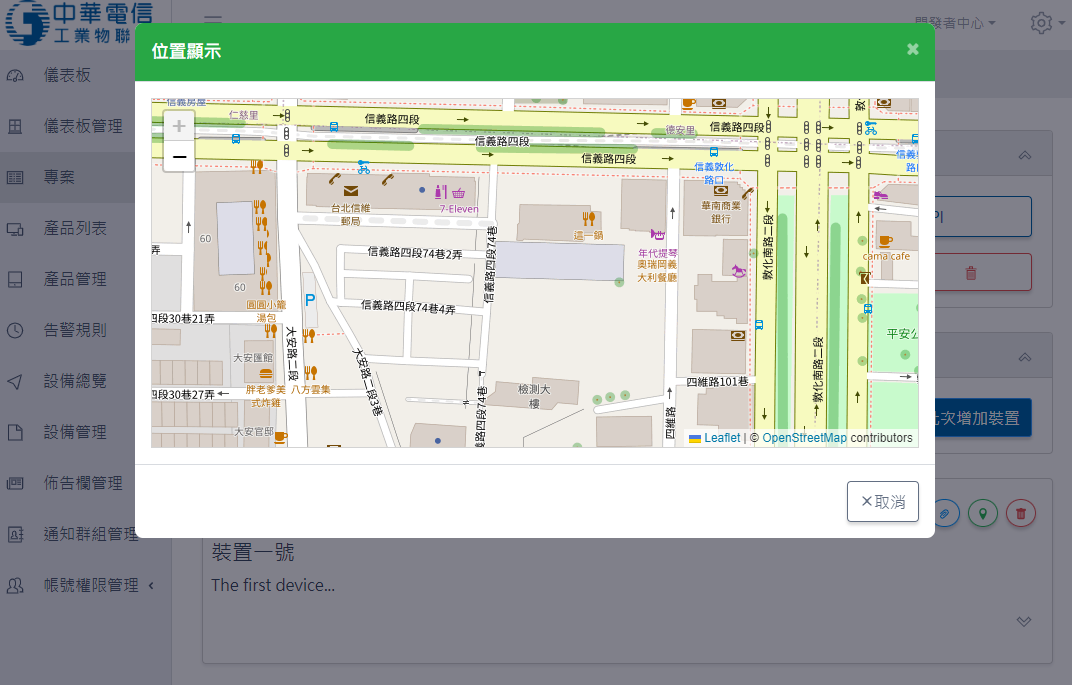 中華電信
工業物聯
開發者中心
儀表板
儀表板管理
專案
產品列表
產品管理
告警規則
設備總覽
設備管理
佈告欄管理
通知群組管理
帳號權限管理
位置顯示
×
信義房屋
仁慈里
信義路四段
德安里
信義路四段
信義路四段
信義路四段
信義敦化
路口
台北信維
郵局
7-Eleven
華南商業
銀行
這一鍋
年代提琴
奧瑞岡義
大利餐廳
cama cafe
60
60
信義路四段74巷2弄
信義路四段74巷
敦化南路二段
圓圓小籠
湯包
P
信義路四段74巷4弄
四段30巷21弄
大安路二段
大安匯館
大安路二段3巷
敦化南路二段
平安公
四維路101巷
胖老爹美
式炸雞
八方雲集
四段30巷27弄
檢測大
樓
四維路
大安官邸
義路四段74巷
+
−
Leaflet | © OpenStreetMap contributors
×取消
PI
批次增加裝置
裝置一號
The first device...